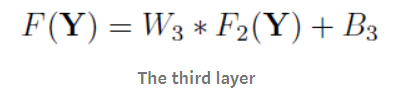 F(Y) = W₃ * F₂(Y) + B₃
The third layer